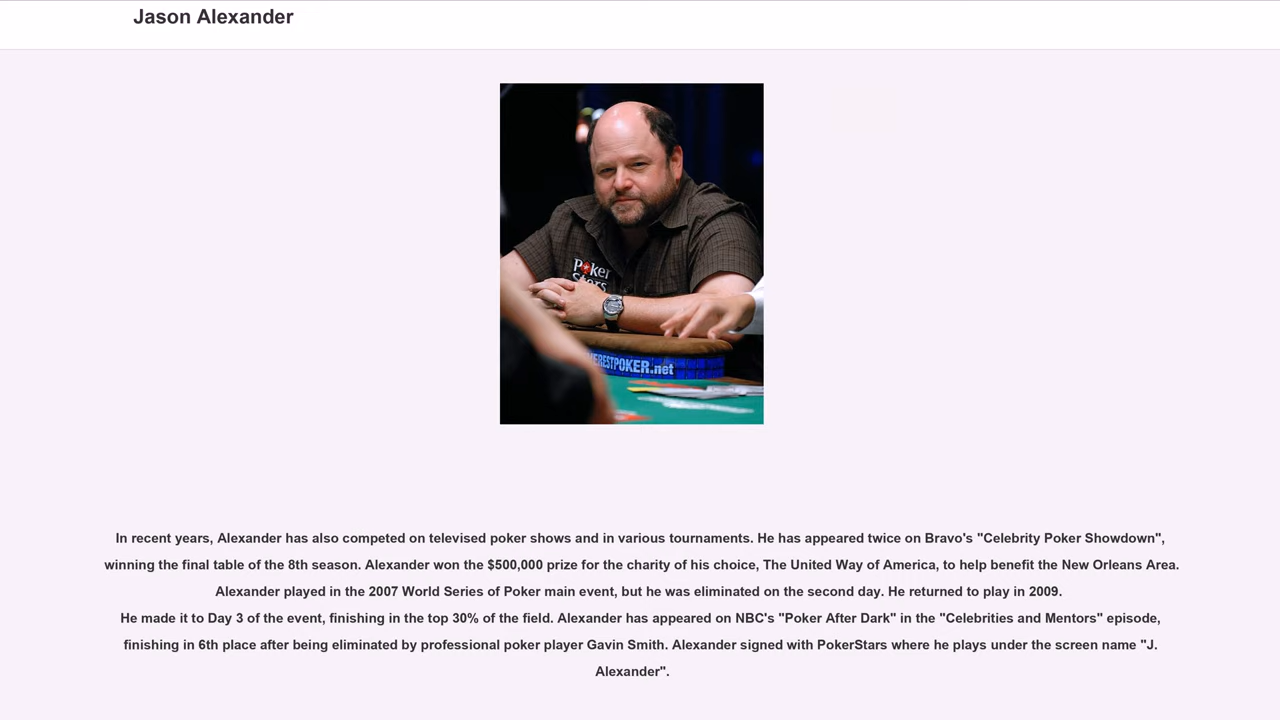 Jason Alexander
Poker
Stars
ERESTPOKER.net
In recent years, Alexander has also competed on televised poker shows and in various tournaments. He has appeared twice on Bravo's "Celebrity Poker Showdown",
winning the final table of the 8th season. Alexander won the $500,000 prize for the charity of his choice, The United Way of America, to help benefit the New Orleans Area.
Alexander played in the 2007 World Series of Poker main event, but he was eliminated on the second day. He returned to play in 2009.
He made it to Day 3 of the event, finishing in the top 30% of the field. Alexander has appeared on NBC's "Poker After Dark" in the "Celebrities and Mentors" episode,
finishing in 6th place after being eliminated by professional poker player Gavin Smith. Alexander signed with PokerStars where he plays under the screen name "J.
Alexander".